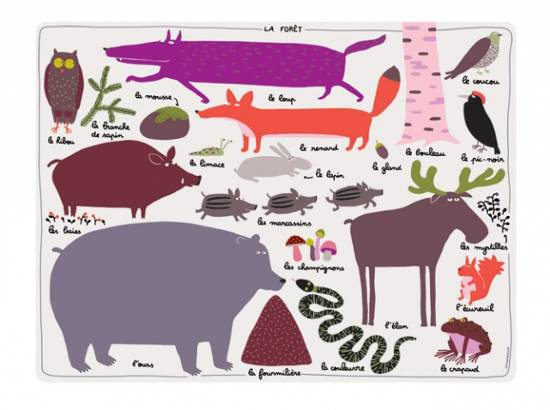 LA FORÊT
le coucou
la mousse
le loup
la branche
de sapin
le hibou
le renard
la limace
le gland
le bouleau
le pic-noir
le lapin
les baies
les marcassins
les myrtilles
les champignons
l'écureuil
l'élan
l'ours
la fourmilière
la couleuvre
le crapaud